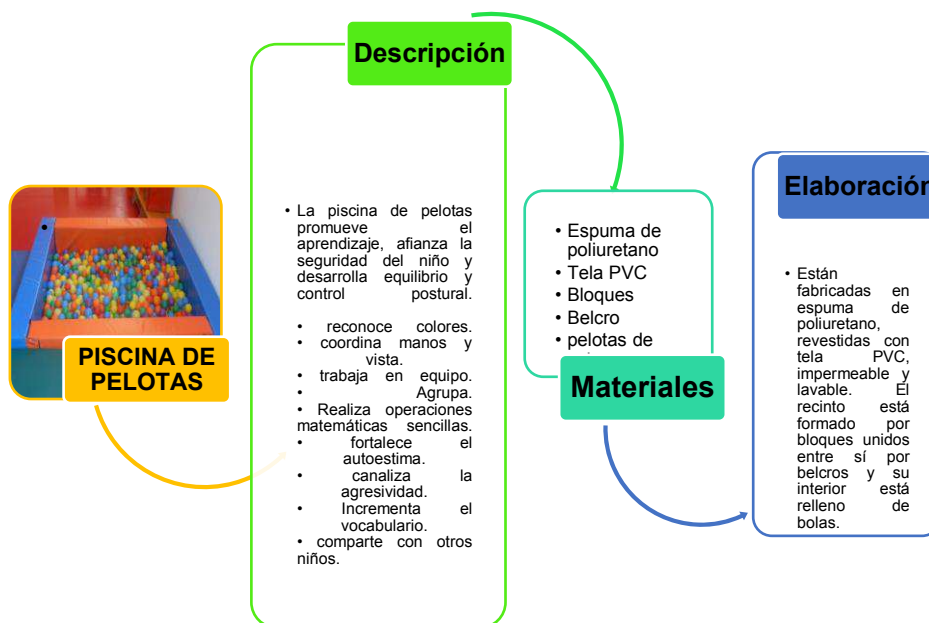 PISCINA DE
PELOTAS
Descripción
• La piscina de pelotas
promueve el
aprendizaje, afianza la
seguridad del niño y
desarrolla equilibrio y
control postural.
• reconoce colores.
• coordina manos y
vista.
• trabaja en equipo.
• Agrupa.
• Realiza operaciones
matemáticas sencillas.
• fortalece el
autoestima.
• canaliza la
agresividad.
• Incrementa el
vocabulario.
• comparte con otros
niños.
• Espuma de
poliuretano
• Tela PVC
• Bloques
• Belcro
• pelotas de
Materiales
Elaboración
• Están
fabricadas en
espuma de
poliuretano,
revestidas con
tela PVC,
impermeable y
lavable. El
recinto está
formado por
bloques unidos
entre sí por
belcros y su
interior está
relleno de
bolas.